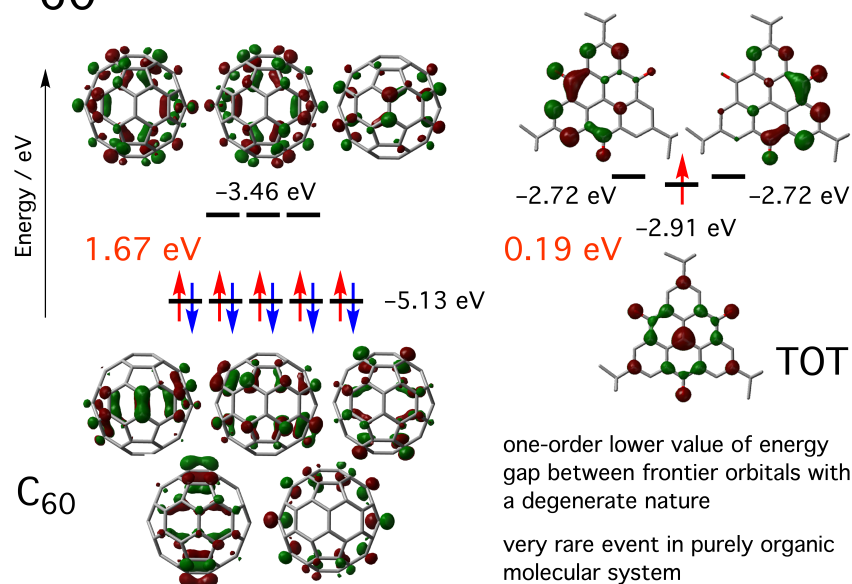 60
Energy / eV
–3.46 eV
1.67 eV
–5.13 eV
C60
–2.72 eV
–2.72 eV
–2.91 eV
0.19 eV
TOT
one-order lower value of energy
gap between frontier orbitals with
a degenerate nature
very rare event in purely organic
molecular system